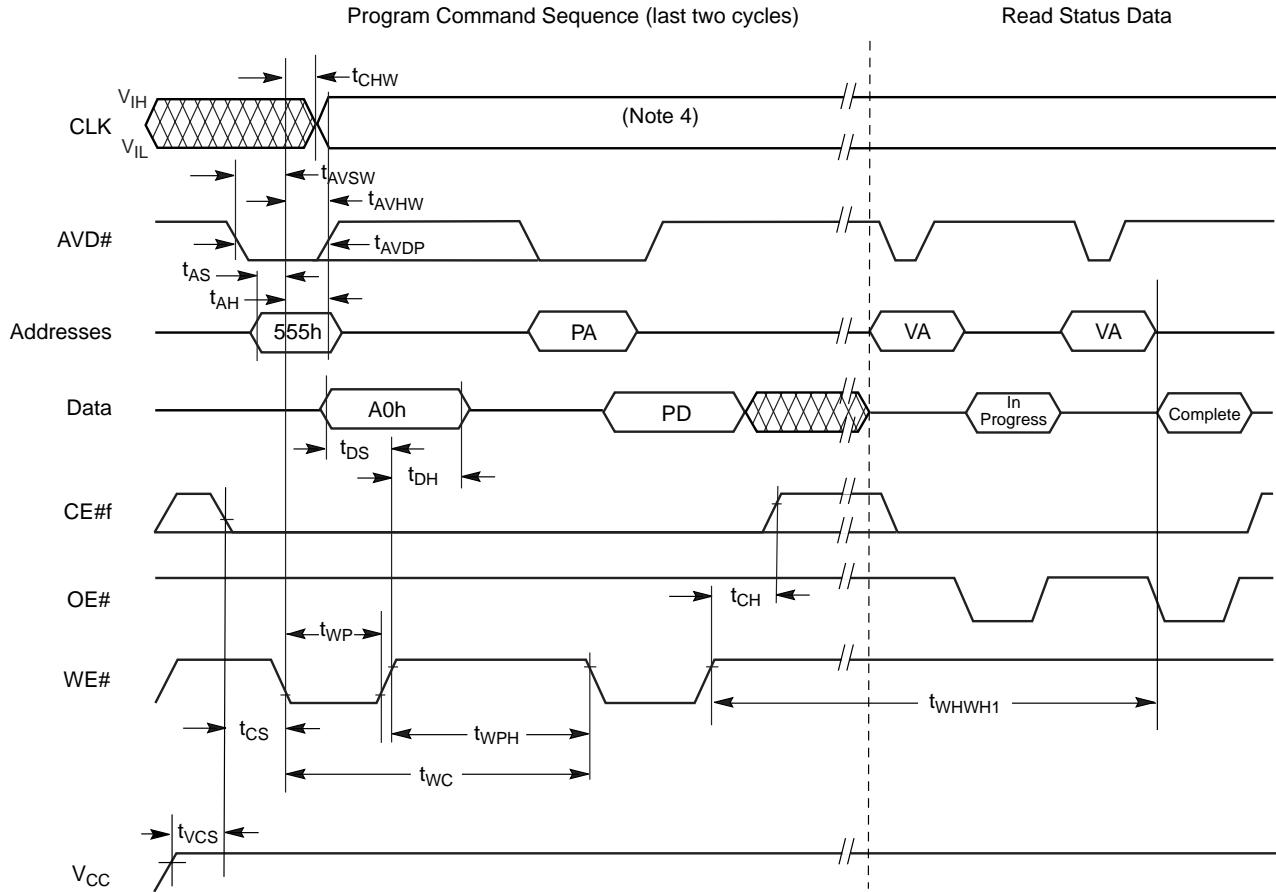 Program Command Sequence (last two cycles)
Read Status Data
tCHW
VIH
CLK
(Note 4)
VIL
tAVSW
tAVHW
AVD#
tAVDP
tAS
tAH
Addresses
555h
PA
VA
VA
Data
A0h
PD
In
Progress
Complete
tDS
tDH
CE#f
OE#
tCH
tWP
WE#
tWHWH1
tCS
tWPH
tWC
tVCS
VCC